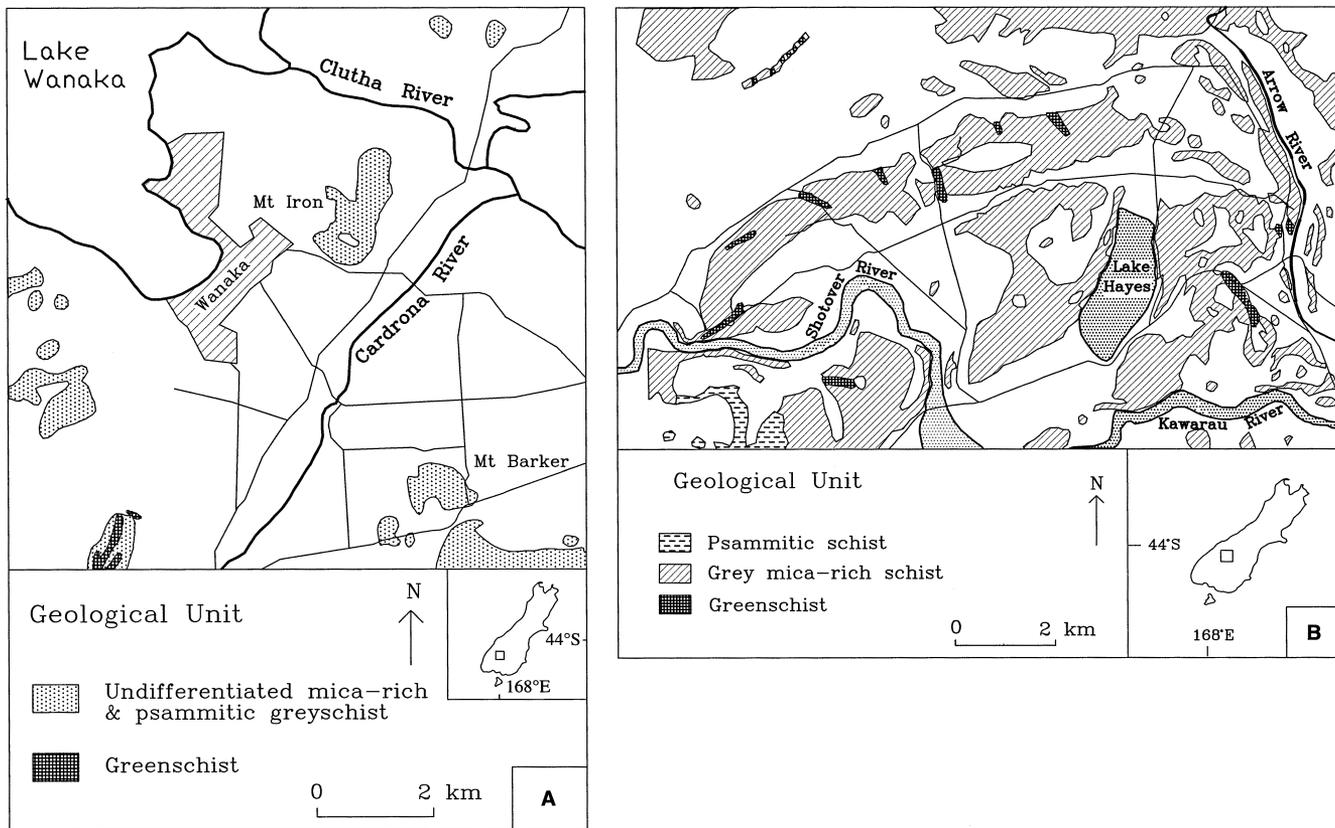 Lake
Wanaka
Clutha River
Mt Iron
Wanaka
Cardrona River
Mt Barker
Geological Unit
N
44°S
168°E
Undifferentiated mica-rich
& psammitic greyschist
Greenschist
0 2 km
A
Arrow River
Lake
Hayes
Shotover River
Kawarau River
Geological Unit
N
Psammitic schist
44°S
Grey mica-rich schist
Greenschist
0 2 km
168°E
B